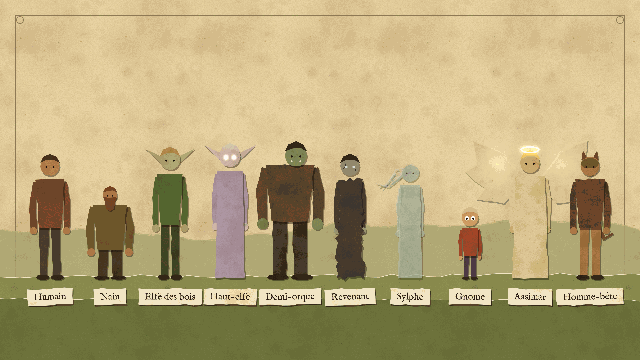 Humain
Nain
Elfe des bois
Haut-elfe
Demi-orque
Revenant
Sylphe
Gnome
Aasimar
Homme-bête